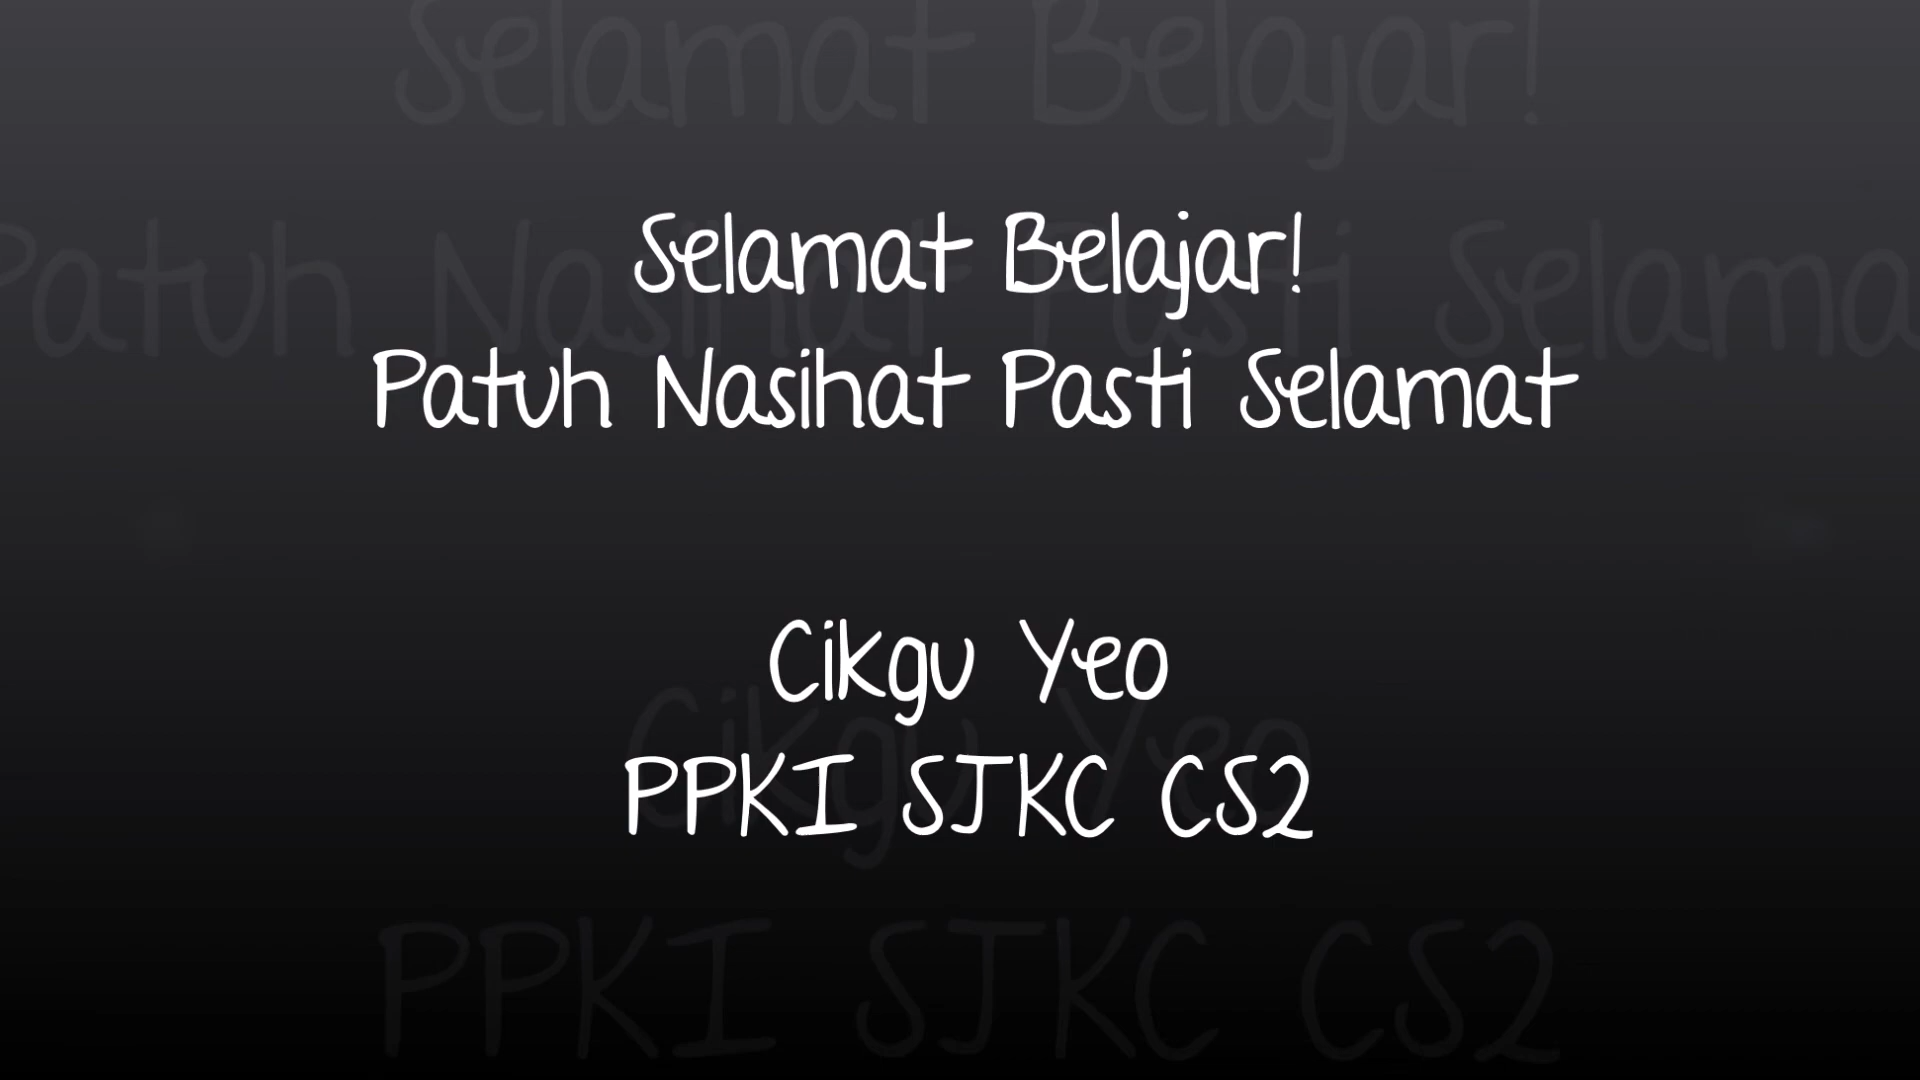 Selamat Belajar!
Patuh Nasihat Pasti Selamat
Cikgu Yeo
PPKI SJKC CS2